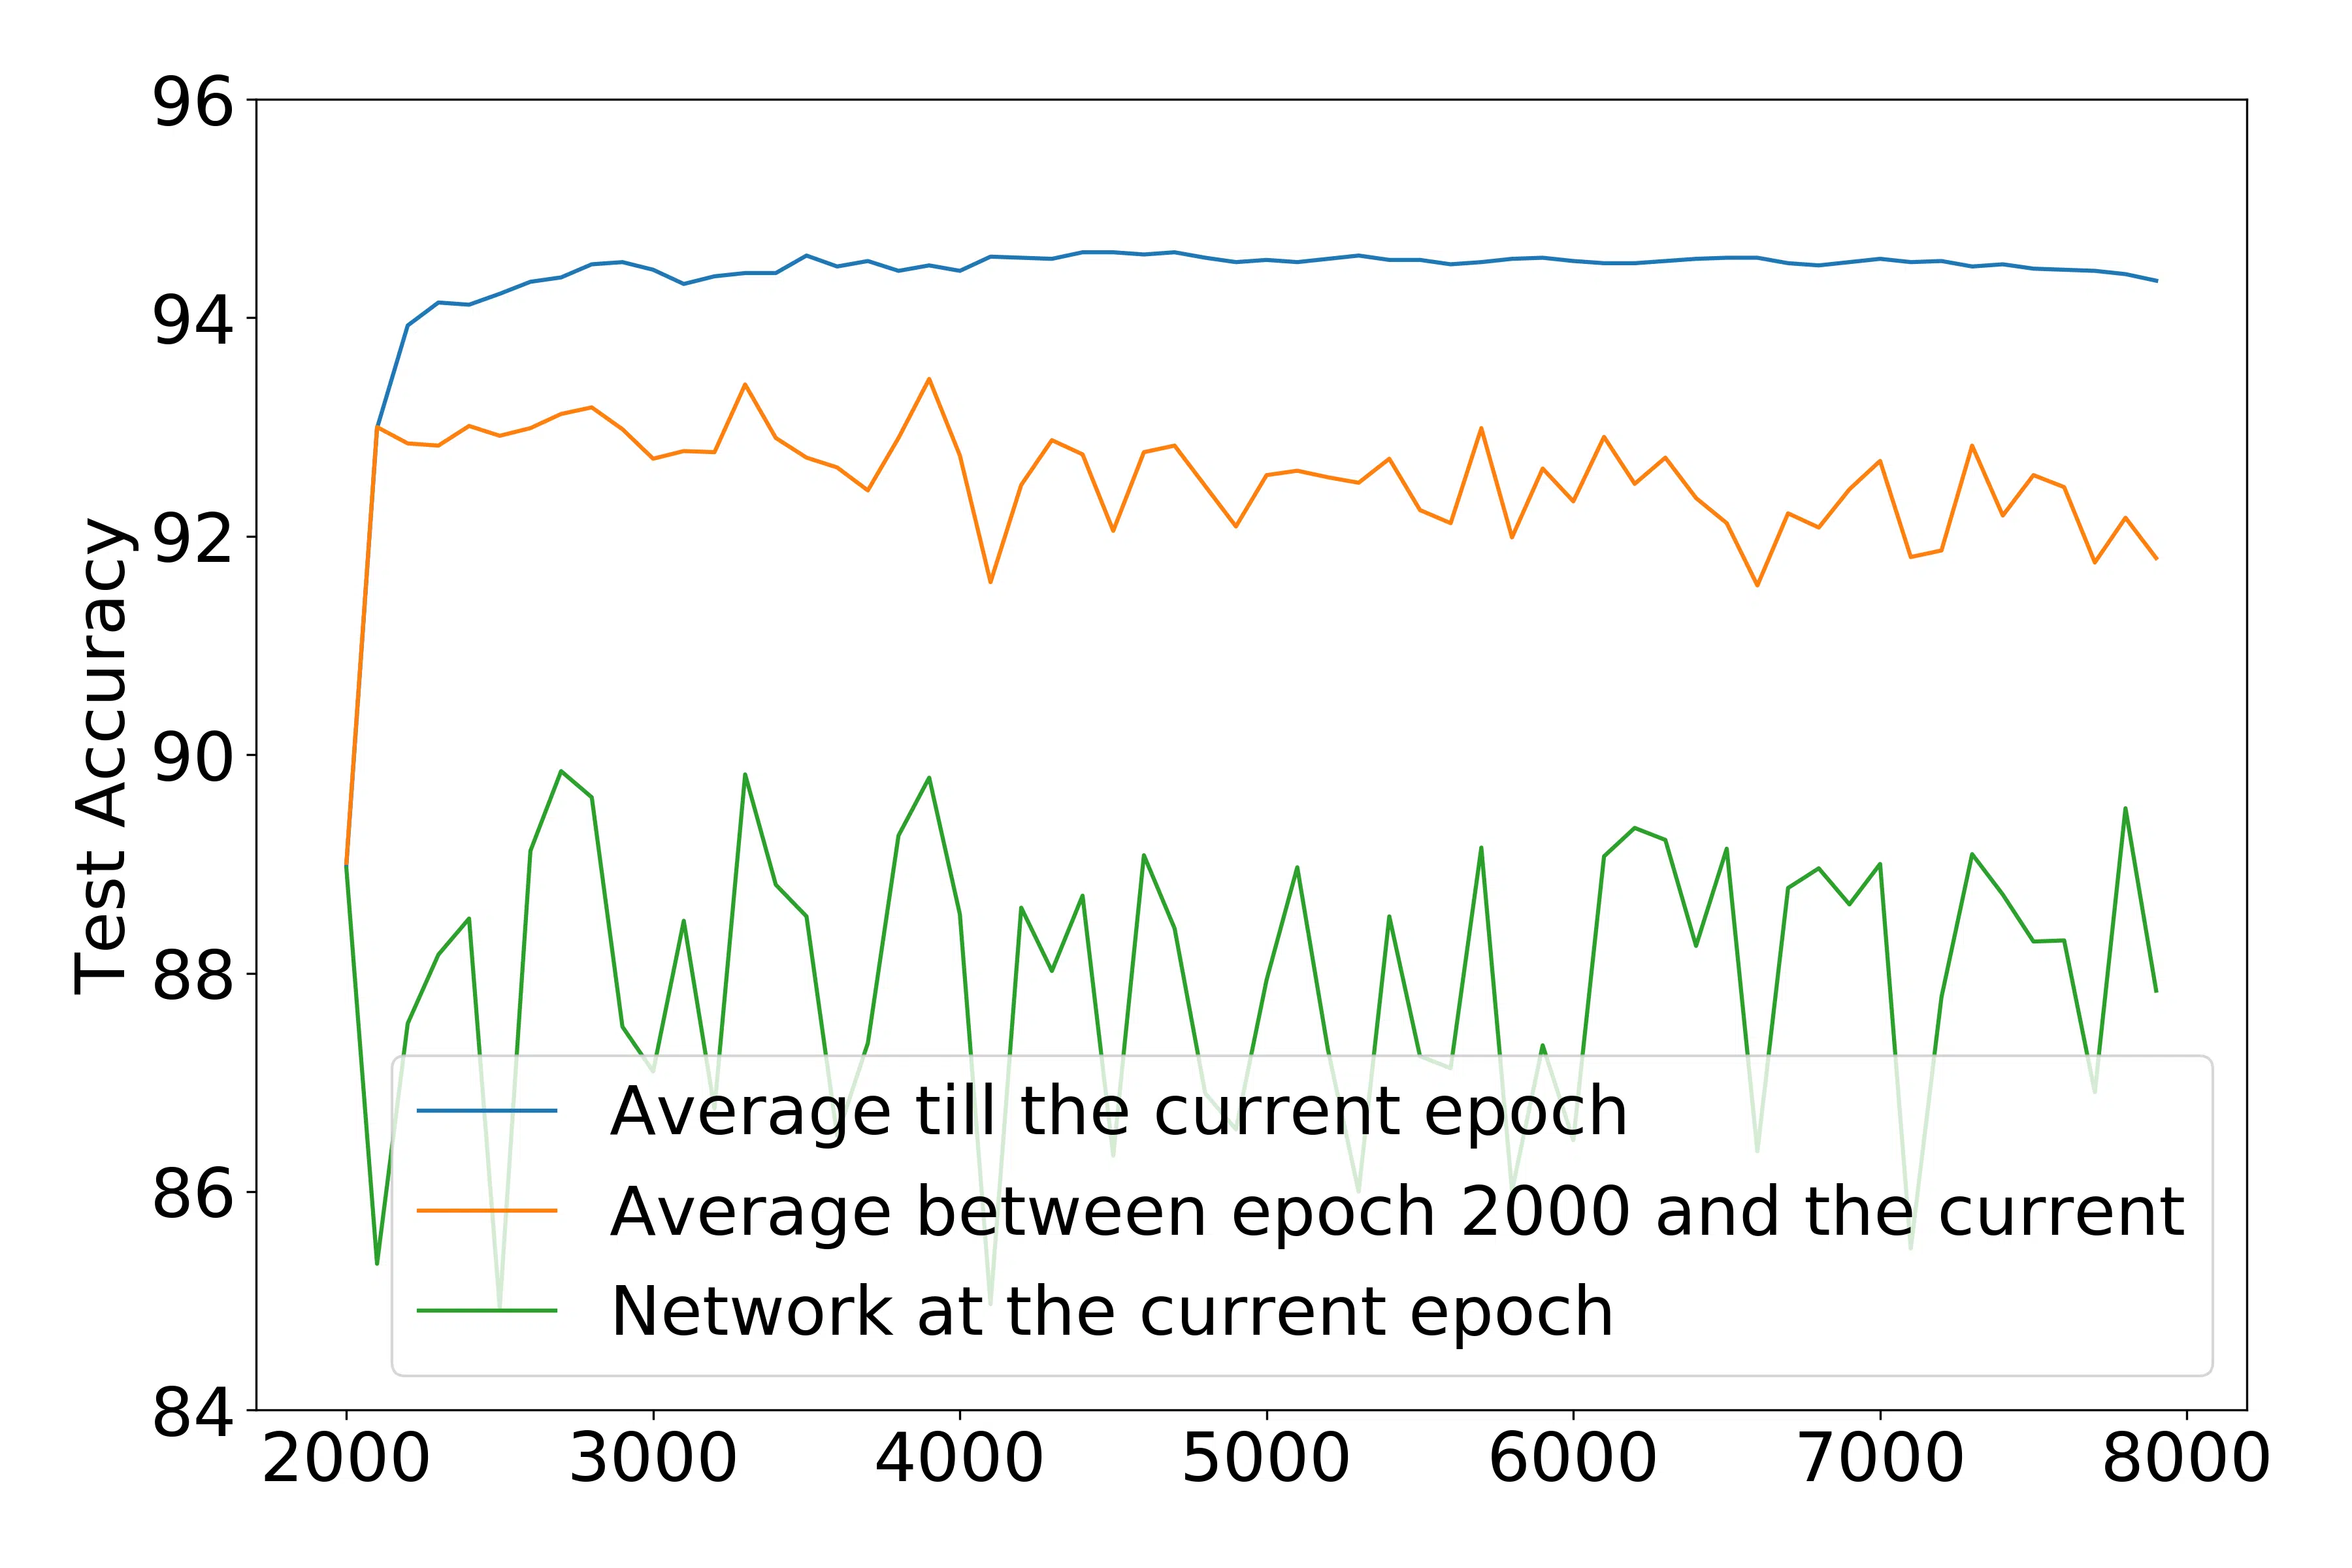 96
94
92
90
88
86
84
Test Accuracy
Average till the current epoch
Average between epoch 2000 and the current
Network at the current epoch
2000 3000 4000 5000 6000 7000 8000